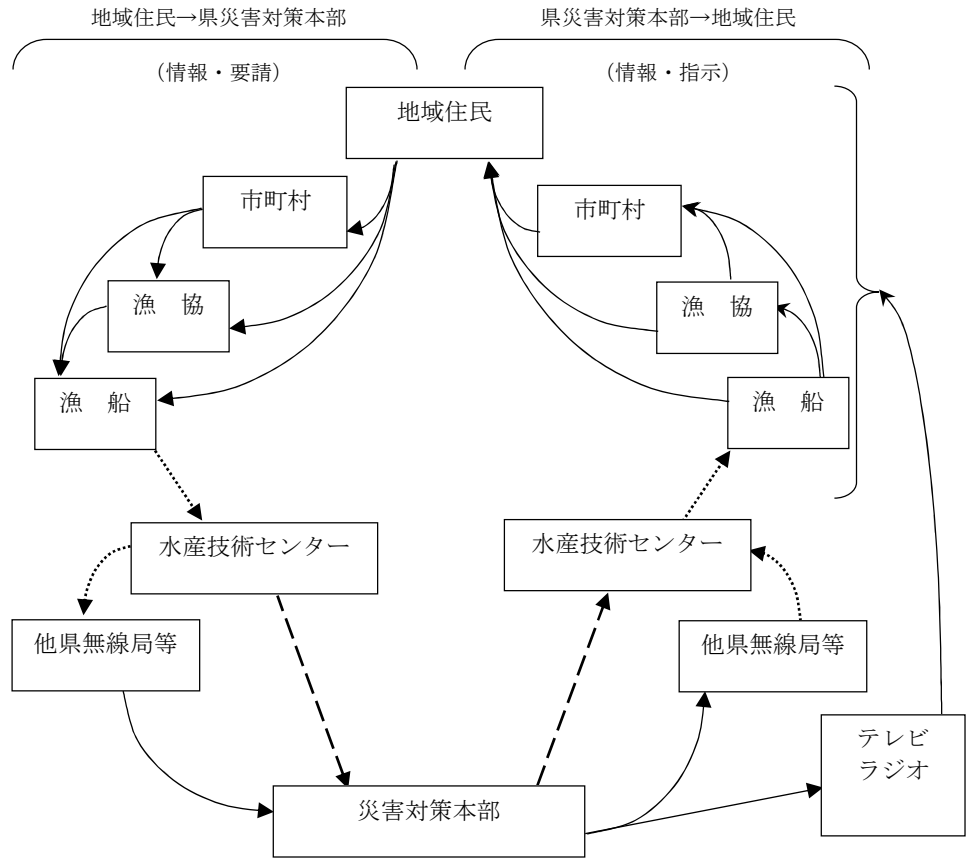 地域住民→県災害対策本部
県災害対策本部→地域住民
（情報・要請）
（情報・指示）
地域住民
市町村
市町村
漁　協
漁　協
漁　船
漁　船
水産技術センター
水産技術センター
他県無線局等
他県無線局等
テレビ
ラジオ
災害対策本部